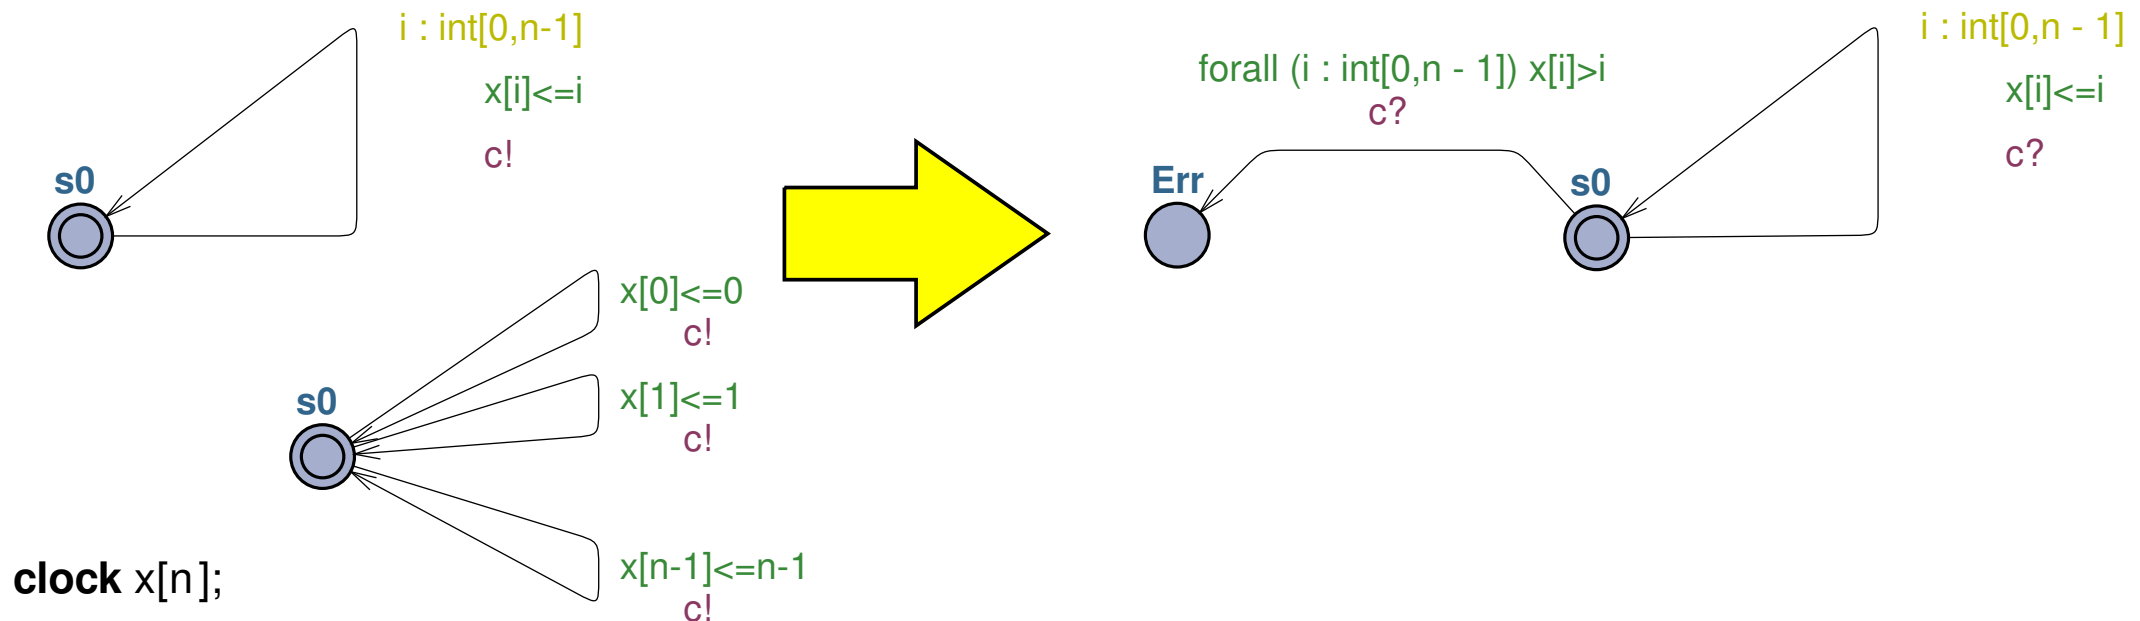 i : int[0,n-1]
x[i]<=i
c!
s0
x[0]<=0
c!
x[1]<=1
c!
s0
x[n-1]<=n-1
c!
clock x[n];
forall (i : int[0,n - 1]) x[i]>i
c?
Err
s0
i : int[0,n - 1]
x[i]<=i
c?